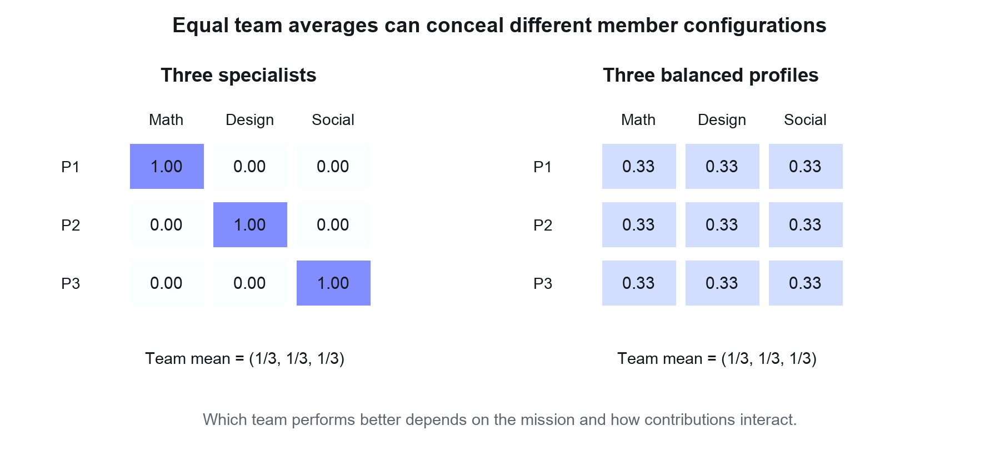 Equal team averages can conceal different member configurations
Three specialists
Math Design Social
P1 1.00 0.00 0.00
P2 0.00 1.00 0.00
P3 0.00 0.00 1.00
Team mean = (1/3, 1/3, 1/3)
Three balanced profiles
Math Design Social
P1 0.33 0.33 0.33
P2 0.33 0.33 0.33
P3 0.33 0.33 0.33
Team mean = (1/3, 1/3, 1/3)
Which team performs better depends on the mission and how contributions interact.